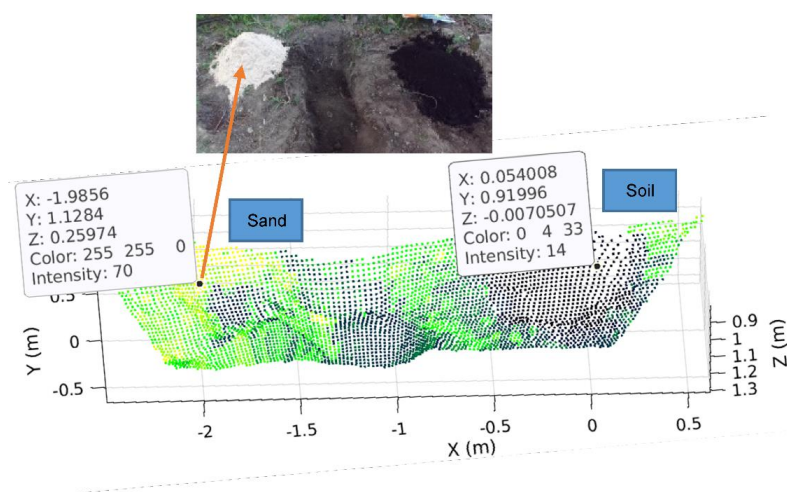 X: -1.9856
Y: 1.1284
Z: 0.25974
Color: 255 255 0
Intensity: 70
Sand
X: 0.054008
Y: 0.91996
Z: -0.0070507
Color: 0 4 33
Intensity: 14
Soil
0.5
0
-0.5
Y (m)
-2
-1.5
-1
-0.5
0
0.5
X (m)
0.9
1
1.1
1.2
1.3
Z (m)